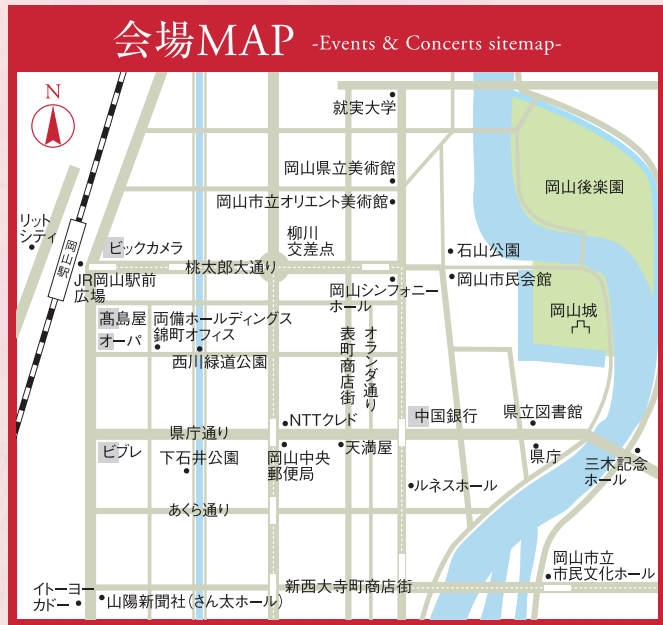 会場MAP -Events & Concerts sitemap-
N
就実大学
岡山県立美術館
岡山市立オリエント美術館
岡山後楽園
リット
シティ
岡山駅
ビックカメラ
柳川
交差点
石山公園
桃太郎大通り
JR岡山駅前
広場
岡山シンフォニー
ホール
岡山市民会館
岡山城
髙島屋
オーパ
両備ホールディングス
錦町オフィス
西川緑道公園
表町商店街
オランダ通り
NTTクレド
中国銀行
県立図書館
県庁通り
ビブレ
下石井公園
岡山中央
郵便局
天満屋
県庁
三木記念
ホール
ルネスホール
あくら通り
岡山市立
市民文化ホール
新西大寺町商店街
イトーヨー
カドー
山陽新聞社(さん太ホール)